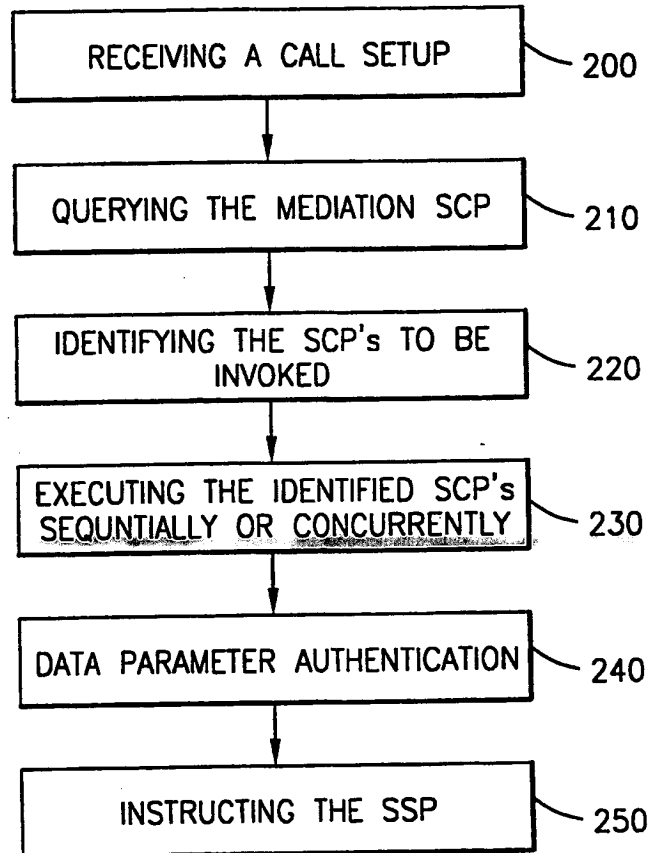 RECEIVING A CALL SETUP
200
QUERYING THE MEDIATION SCP
210
IDENTIFYING THE SCP's TO BE
INVOKED
220
EXECUTING THE IDENTIFIED SCP's
SEQUNTIALLY OR CONCURRENTLY
230
DATA PARAMETER AUTHENTICATION
240
INSTRUCTING THE SSP
250